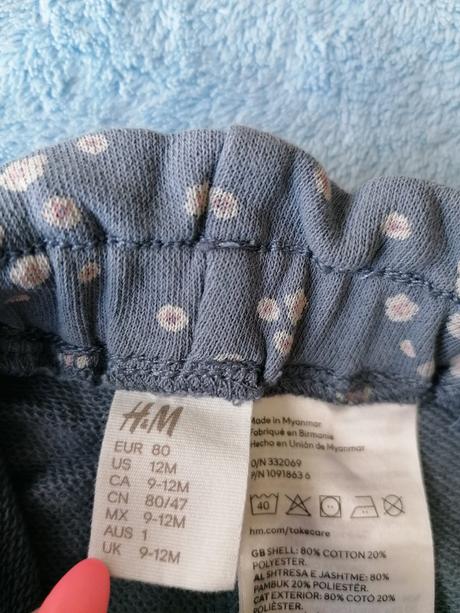 H&M
EUR 80
US 12M
CA 9-12M
CN 80/47
MX 9-12M
AUS 1
UK 9-12M
Made in Myanmar
Fabriqué en Birmanie
Hecho en Unión de Myanmar
O/N 332069
P/N 1091863 6
40
hm.com/takecare
GB SHELL: 80% COTTON 20%
POLYESTER.
AL SHTRESA E JASHTME: 80%
PAMBUK 20% POLIESTER.
CAT EXTERIOR: 80% COTÓ 20%
POLIÈSTER.